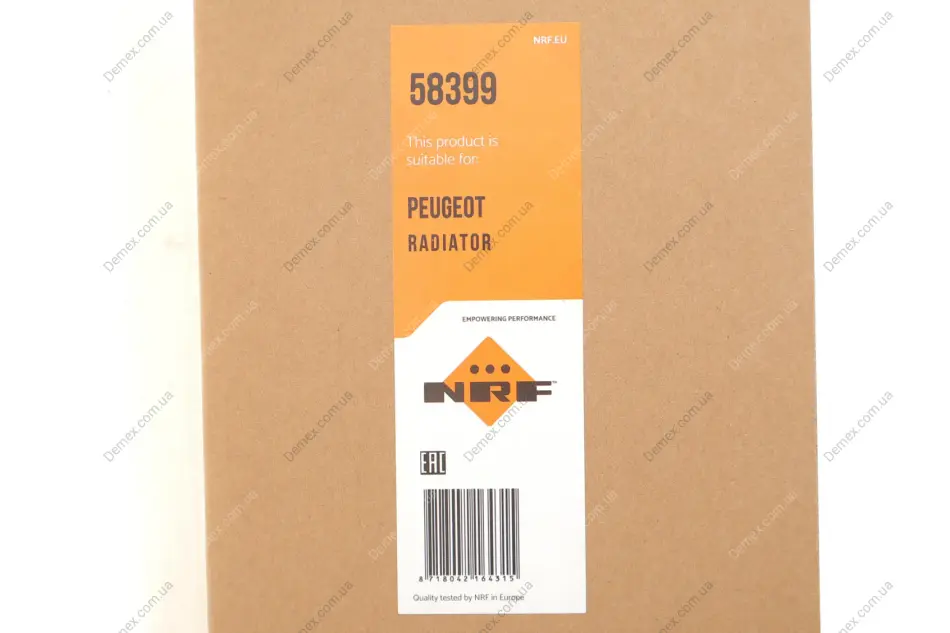 NRF.EU
58399
This product is
suitable for:
PEUGEOT
RADIATOR
EMPOWERING PERFORMANCE
NRF™
EAC
8 718042 164315
Quality tested by NRF in Europe
Demex.com.ua